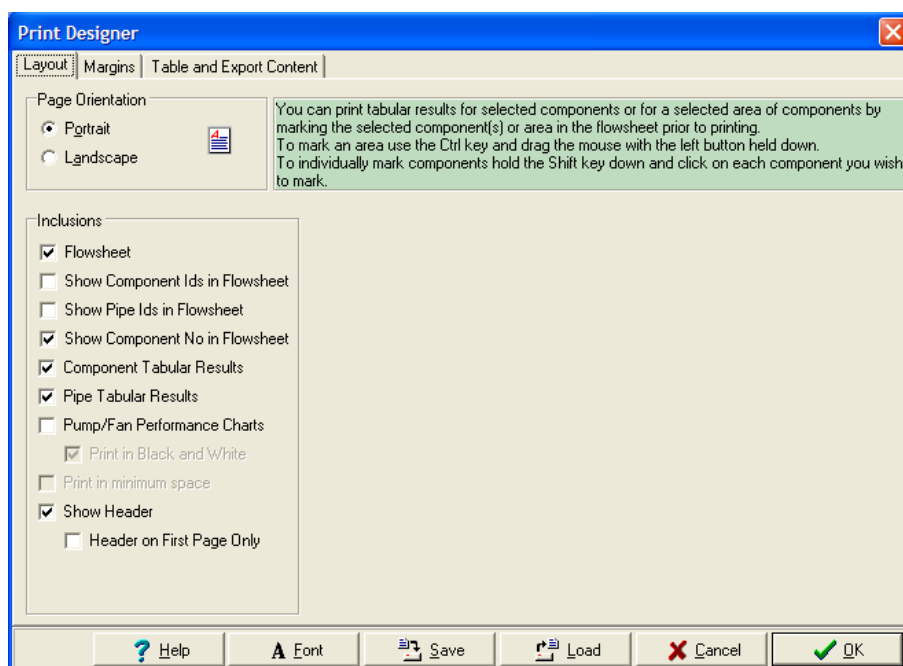 Print Designer
Layout
Margins
Table and Export Content
Page Orientation
Portrait
Landscape
You can print tabular results for selected components or for a selected area of components by
marking the selected component(s) or area in the flowsheet prior to printing.
To mark an area use the Ctrl key and drag the mouse with the left button held down.
To individually mark components hold the Shift key down and click on each component you wish
to mark.
Inclusions
Flowsheet
Show Component Ids in Flowsheet
Show Pipe Ids in Flowsheet
Show Component No in Flowsheet
Component Tabular Results
Pipe Tabular Results
Pump/Fan Performance Charts
Print in Black and White
Print in minimum space
Show Header
Header on First Page Only
Help
Font
Save
Load
Cancel
OK